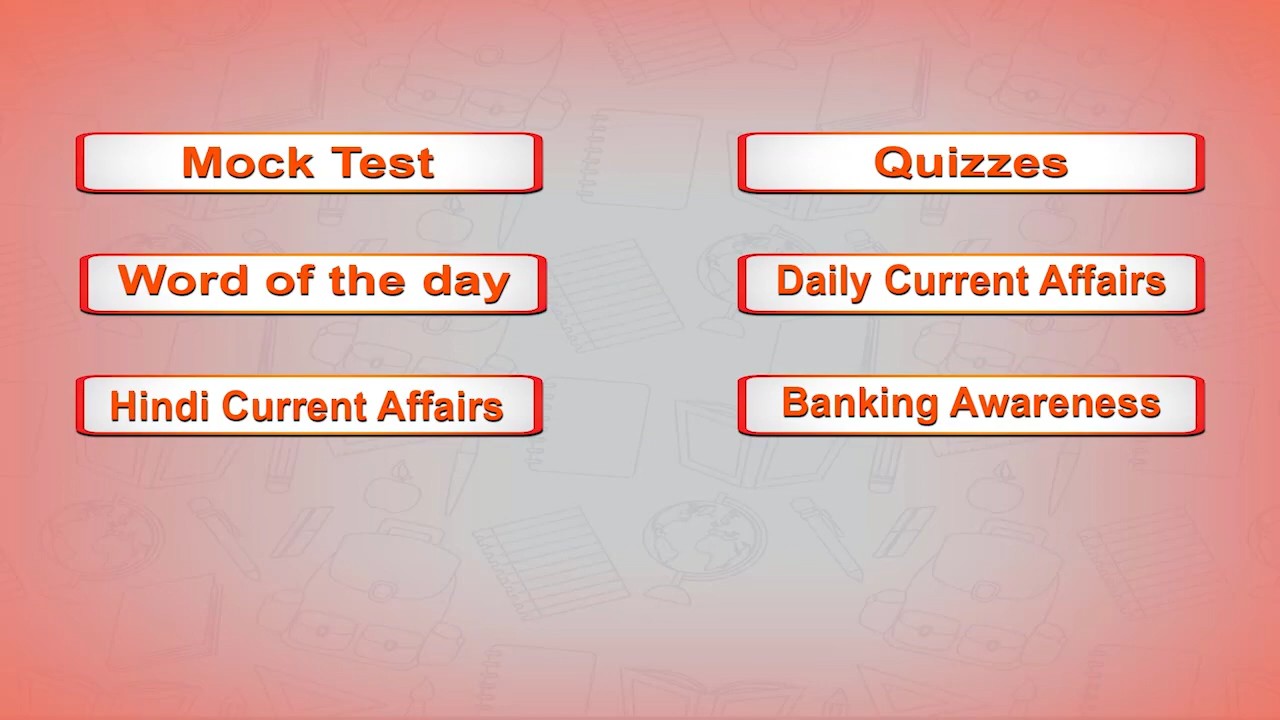 Mock Test
Quizzes
Word of the day
Daily Current Affairs
Hindi Current Affairs
Banking Awareness